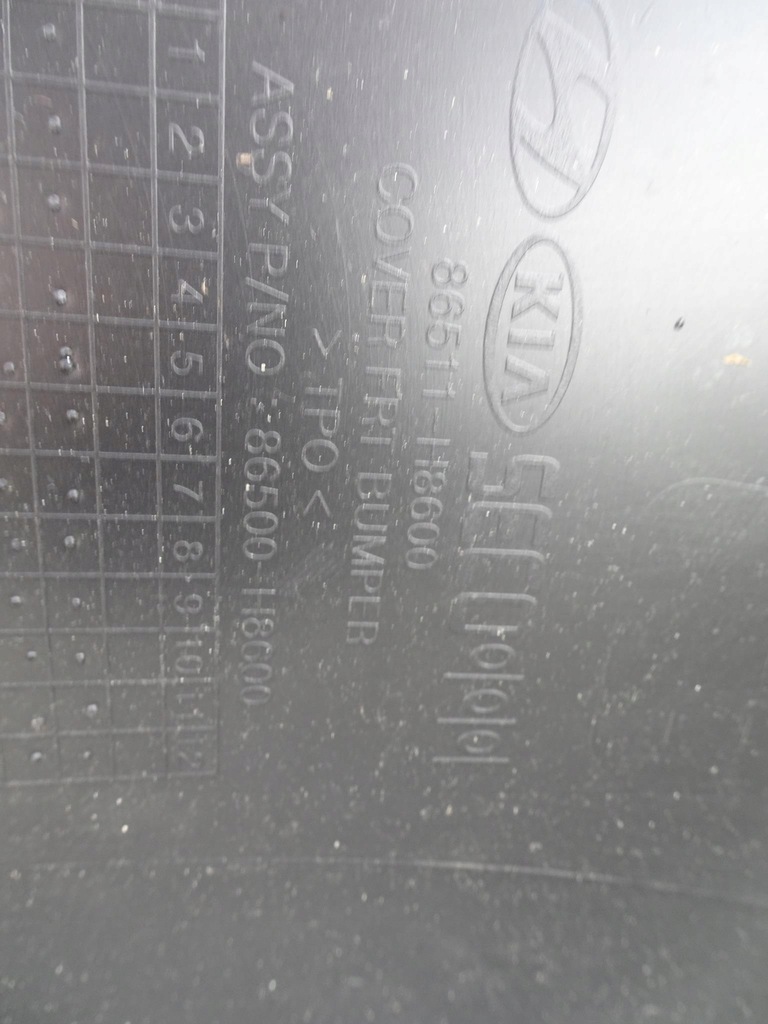 KIA
86511-H8600
COVER FRT BUMPER
>TPO<
ASSY P/NO : 86500-H8600
1 2 3 4 5 6 7 8 9 10 11 12